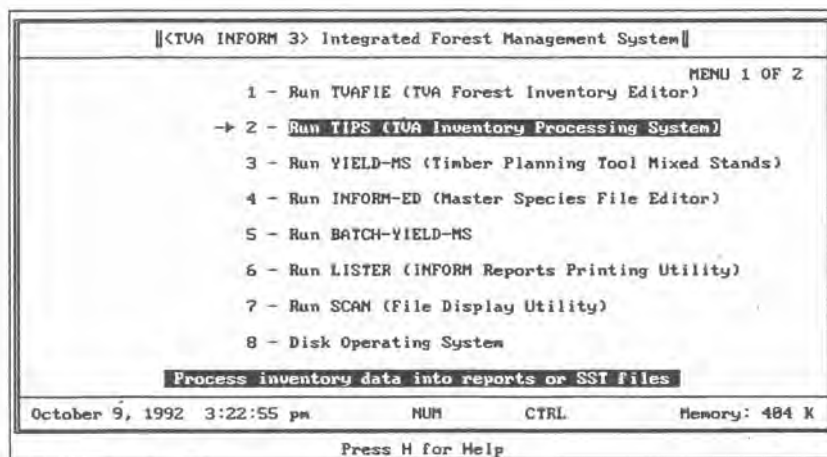 <TVA INFORM 3> Integrated Forest Management System
MENU 1 OF 2
1 - Run TVAFIE (TVA Forest Inventory Editor)
2 - Run TIPS (TVA Inventory Processing System)
3 - Run YIELD-MS (Timber Planning Tool Mixed Stands)
4 - Run INFORM-ED (Master Species File Editor)
5 - Run BATCH-YIELD-MS
6 - Run LISTER (INFORM Reports Printing Utility)
7 - Run SCAN (File Display Utility)
8 - Disk Operating System
Process inventory data into reports or SST files
October 9, 1992 3:22:55 pm NUM CTRL Memory: 404 K
Press H for Help